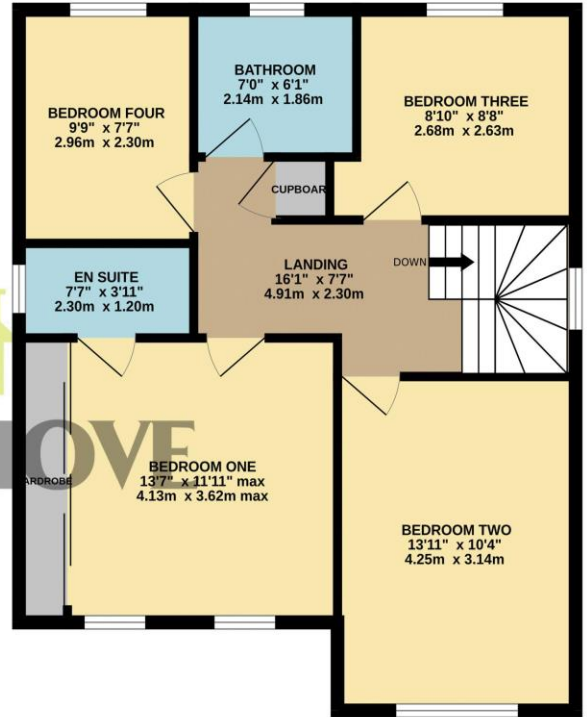 BEDROOM FOUR
9'9" x 7'7"
2.96m x 2.30m
BATHROOM
7'0" x 6'1"
2.14m x 1.86m
BEDROOM THREE
8'10" x 8'8"
2.68m x 2.63m
CUPBOAR
EN SUITE
7'7" x 3'11"
2.30m x 1.20m
LANDING
16'1" x 7'7"
4.91m x 2.30m
DOWN
OVE
ARDROBE
BEDROOM ONE
13'7" x 11'11" max
4.13m x 3.62m max
BEDROOM TWO
13'11" x 10'4"
4.25m x 3.14m